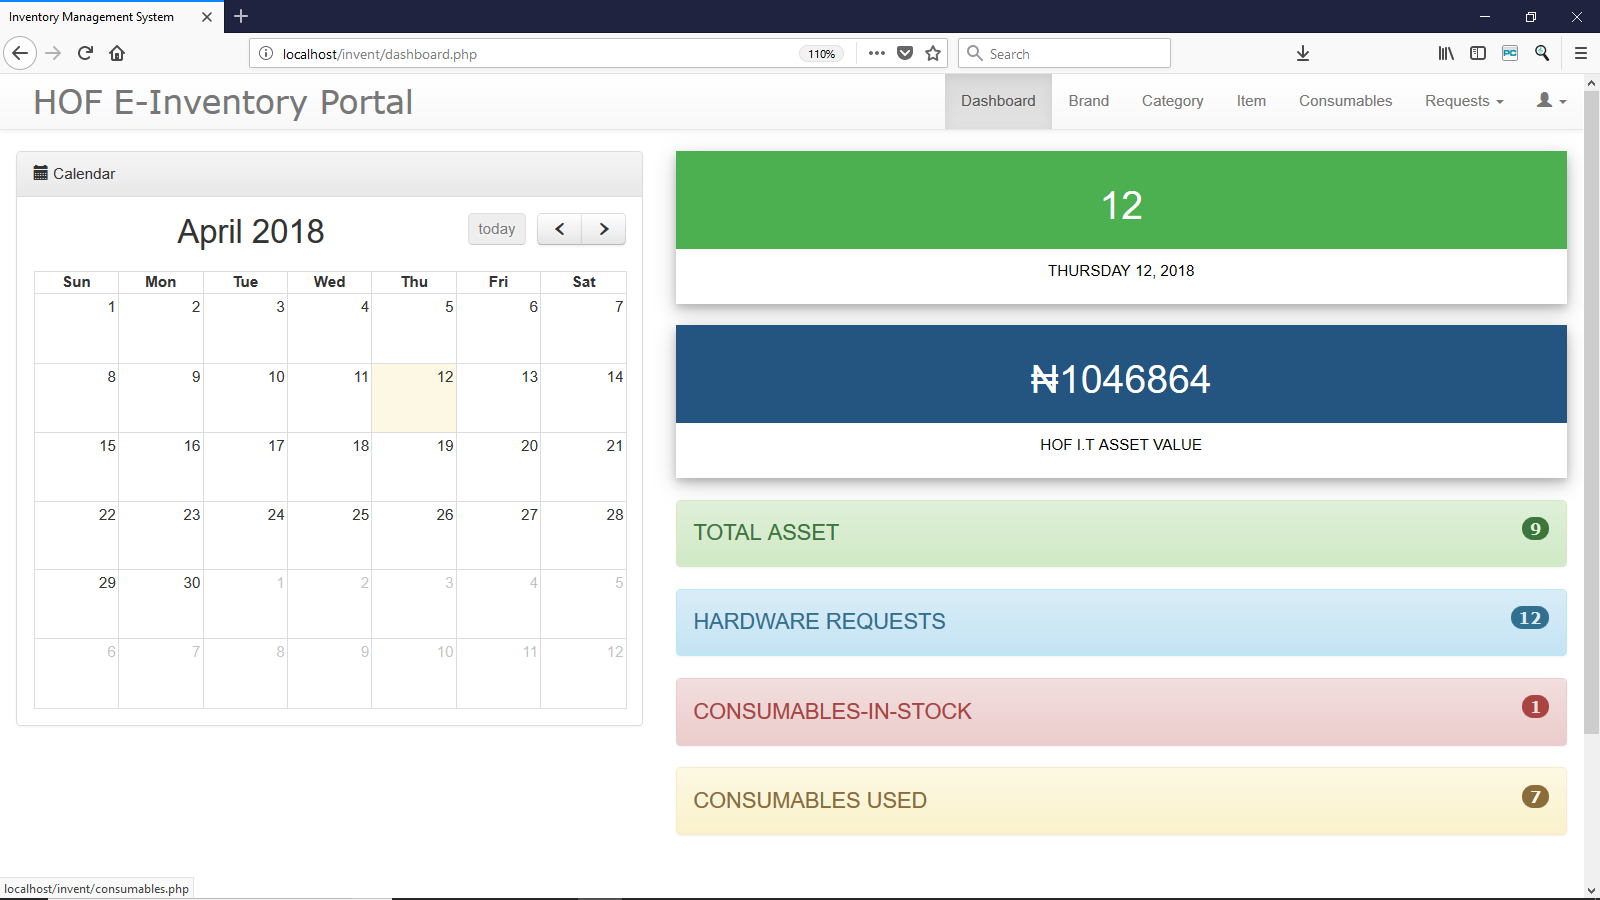 Inventory Management System
localhost/invent/dashboard.php
110%
Search
HOF E-Inventory Portal
Dashboard
Brand
Category
Item
Consumables
Requests
Calendar
April 2018
today
Sun Mon Tue Wed Thu Fri Sat
1 2 3 4 5 6 7
8 9 10 11 12 13 14
15 16 17 18 19 20 21
22 23 24 25 26 27 28
29 30 1 2 3 4 5
6 7 8 9 10 11 12
12
THURSDAY 12, 2018
₦1046864
HOF I.T ASSET VALUE
TOTAL ASSET 9
HARDWARE REQUESTS 12
CONSUMABLES-IN-STOCK 1
CONSUMABLES USED 7
localhost/invent/consumables.php
PC